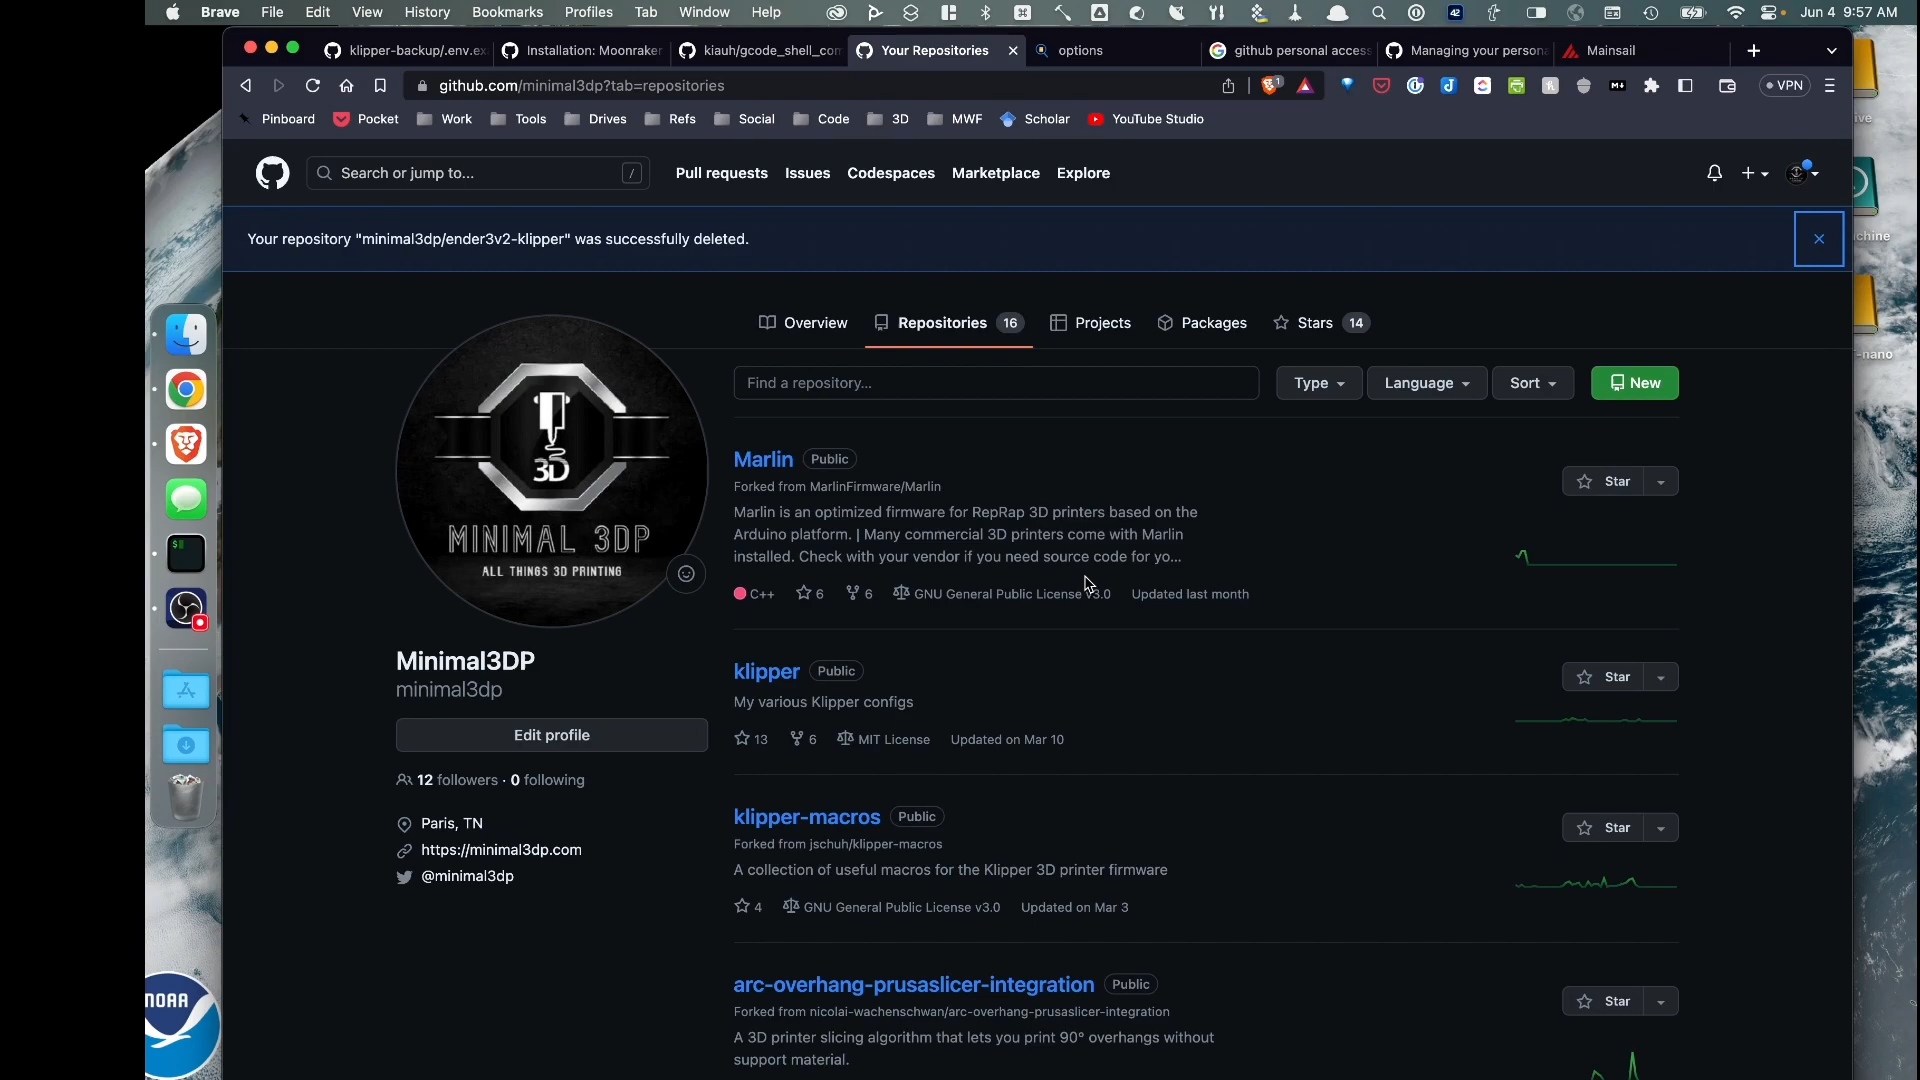 Brave File Edit View History Bookmarks Profiles Tab Window Help 42 Jun 4 9:57 AM
klipper-backup/.env.ex Installation: Moonraker kiauh/gcode_shell_com Your Repositories options github personal access Managing your persona Mainsail
github.com/minimal3dp?tab=repositories 1 VPN
Pinboard Pocket Work Tools Drives Refs Social Code 3D MWF Scholar YouTube Studio
Search or jump to... / Pull requests Issues Codespaces Marketplace Explore
Your repository "minimal3dp/ender3v2-klipper" was successfully deleted.
Overview Repositories 16 Projects Packages Stars 14
Find a repository... Type Language Sort New
Marlin Public
Forked from MarlinFirmware/Marlin
Star
Marlin is an optimized firmware for RepRap 3D printers based on the
Arduino platform. | Many commercial 3D printers come with Marlin
installed. Check with your vendor if you need source code for yo...
C++ 6 6 GNU General Public License v3.0 Updated last month
3D
MINIMAL 3DP
ALL THINGS 3D PRINTING
Minimal3DP
minimal3dp
Edit profile
12 followers · 0 following
Paris, TN
https://minimal3dp.com
@minimal3dp
klipper Public
Star
My various Klipper configs
13 6 MIT License Updated on Mar 10
klipper-macros Public
Star
Forked from jschuh/klipper-macros
A collection of useful macros for the Klipper 3D printer firmware
4 GNU General Public License v3.0 Updated on Mar 3
arc-overhang-prusaslicer-integration Public
Star
Forked from nicolai-wachenschwan/arc-overhang-prusaslicer-integration
A 3D printer slicing algorithm that lets you print 90° overhangs without
support material.
NOAA
ive
chine
-nano